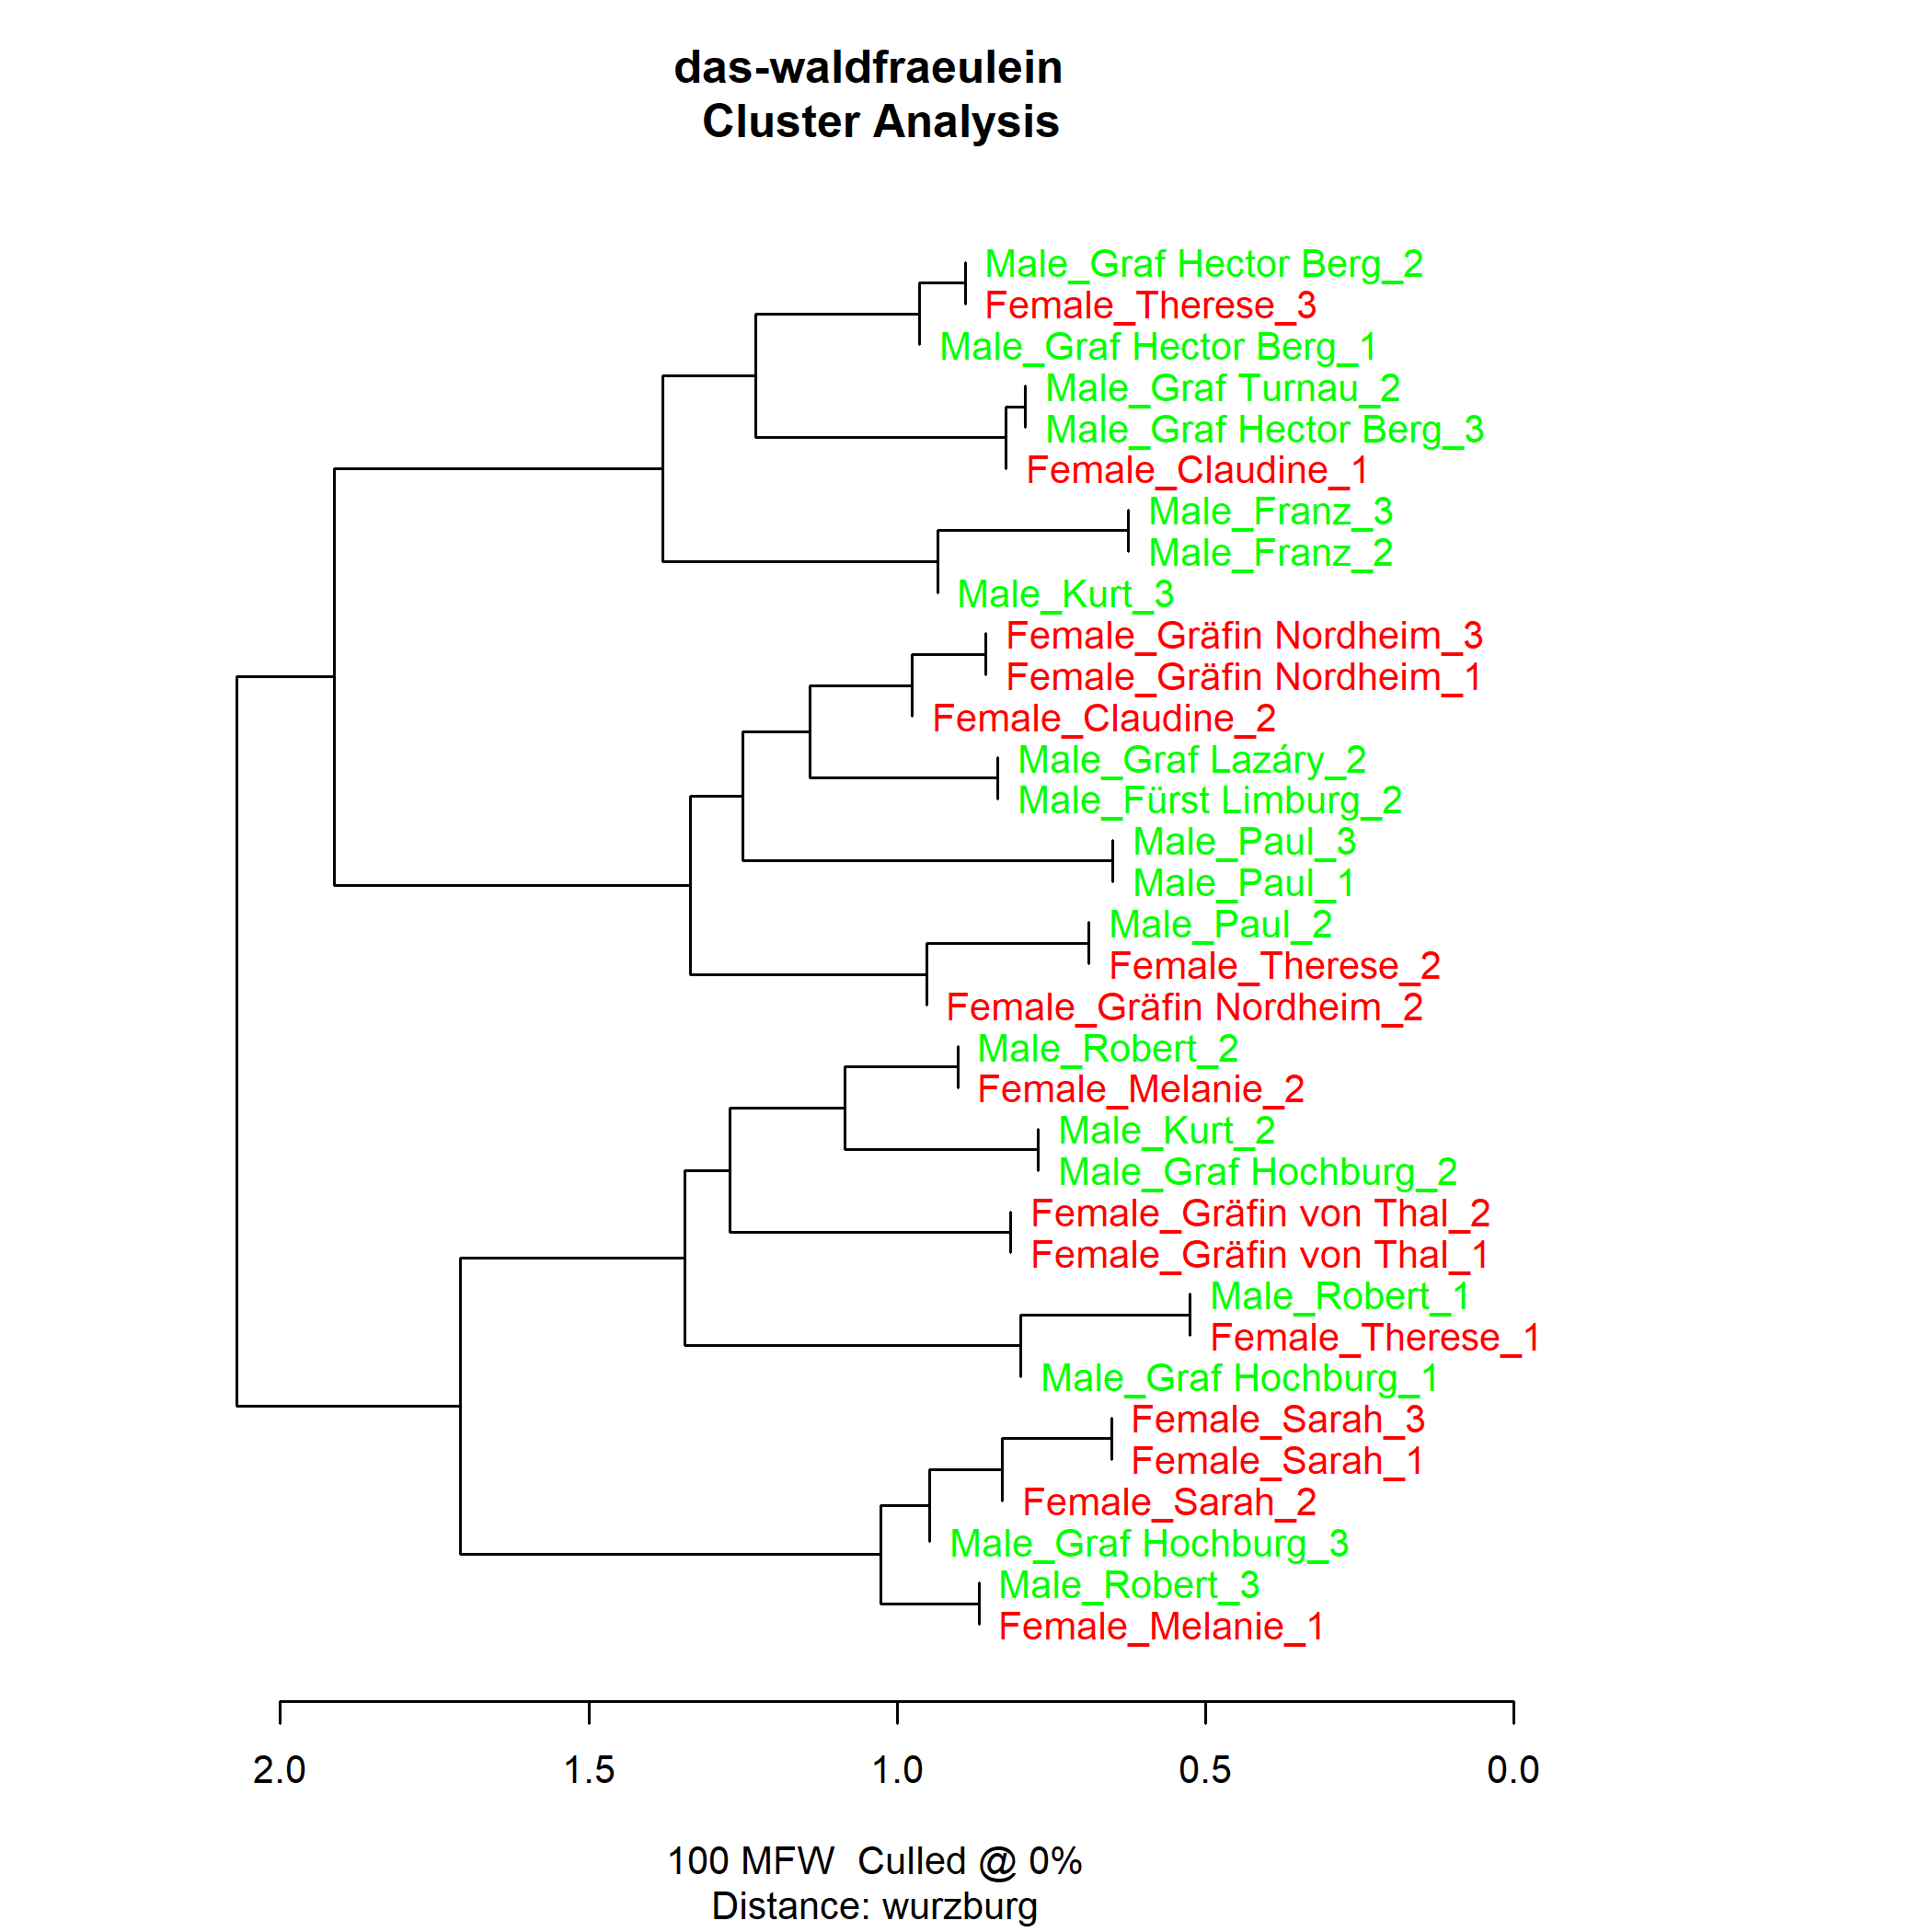 das-waldfraeulein
Cluster Analysis
Male_Graf Hector Berg_2
Female_Therese_3
Male_Graf Hector Berg_1
Male_Graf Turnau_2
Male_Graf Hector Berg_3
Female_Claudine_1
Male_Franz_3
Male_Franz_2
Male_Kurt_3
Female_Gräfin Nordheim_3
Female_Gräfin Nordheim_1
Female_Claudine_2
Male_Graf Lazáry_2
Male_Fürst Limburg_2
Male_Paul_3
Male_Paul_1
Male_Paul_2
Female_Therese_2
Female_Gräfin Nordheim_2
Male_Robert_2
Female_Melanie_2
Male_Kurt_2
Male_Graf Hochburg_2
Female_Gräfin von Thal_2
Female_Gräfin von Thal_1
Male_Robert_1
Female_Therese_1
Male_Graf Hochburg_1
Female_Sarah_3
Female_Sarah_1
Female_Sarah_2
Male_Graf Hochburg_3
Male_Robert_3
Female_Melanie_1
2.0 1.5 1.0 0.5 0.0
100 MFW  Culled @ 0%
Distance: wurzburg